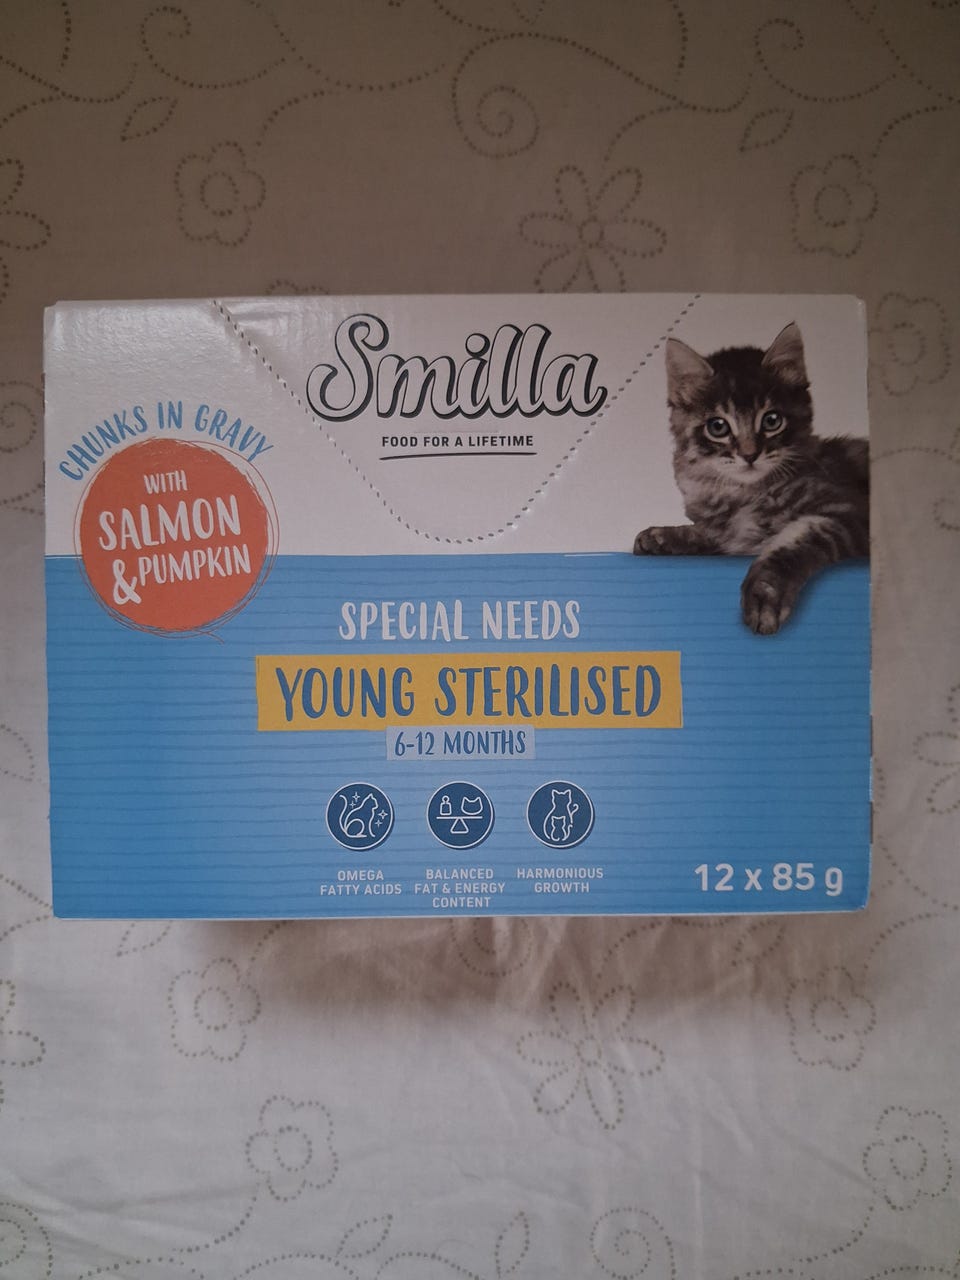 Smilla
FOOD FOR A LIFETIME
CHUNKS IN GRAVY
WITH
SALMON
& PUMPKIN
SPECIAL NEEDS
YOUNG STERILISED
6-12 MONTHS
OMEGA
FATTY ACIDS
BALANCED
FAT & ENERGY
CONTENT
HARMONIOUS
GROWTH
12 x 85 g